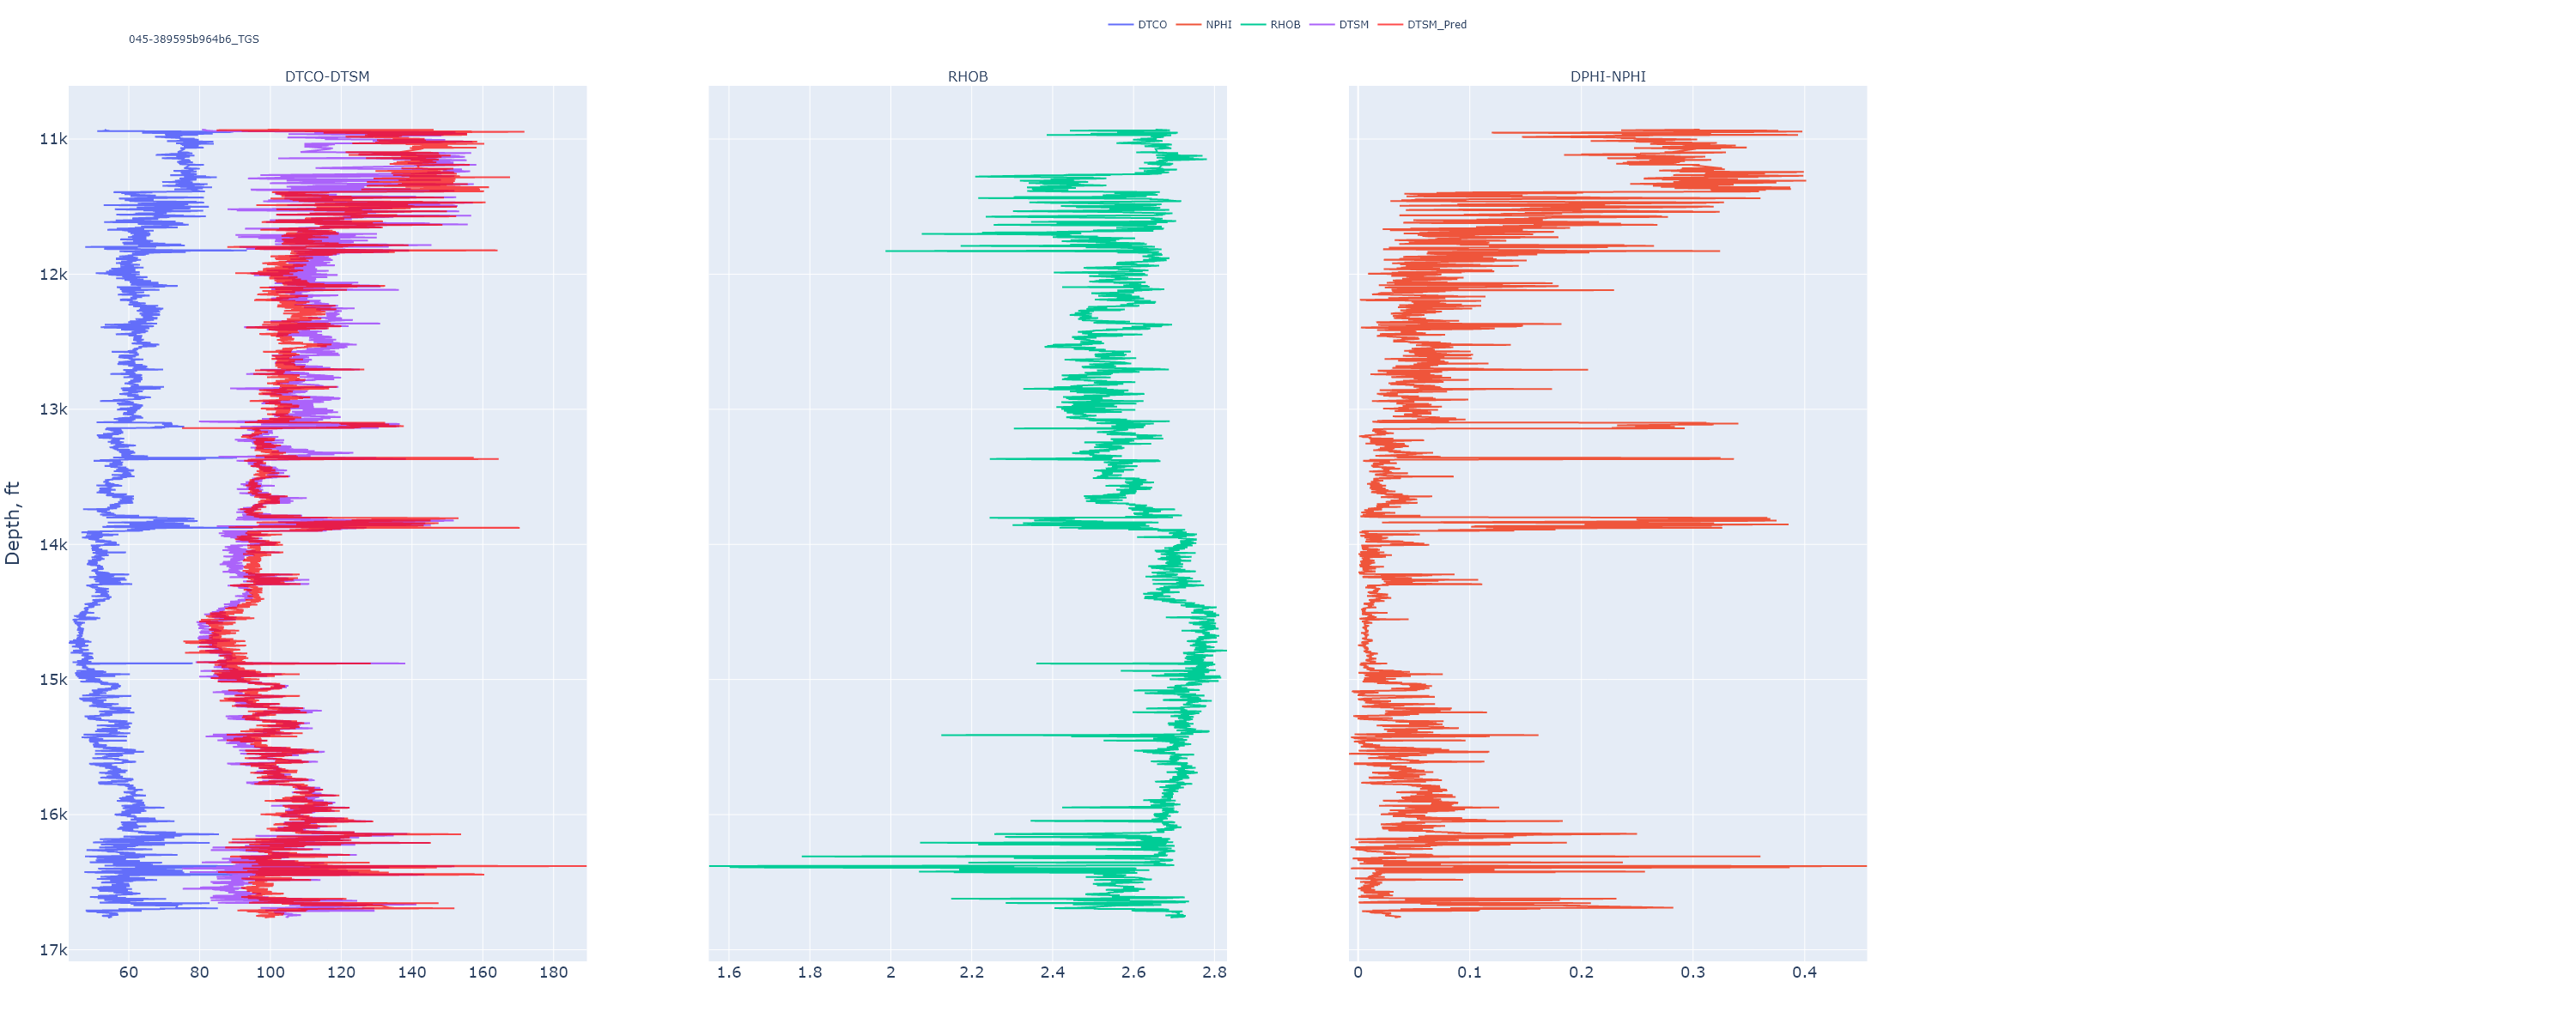 DTCO NPHI RHOB DTSM DTSM_Pred
045-389595b964b6_TGS
DTCO-DTSM RHOB DPHI-NPHI
Depth, ft
11k
12k
13k
14k
15k
16k
17k
60 80 100 120 140 160 180
1.6 1.8 2 2.2 2.4 2.6 2.8
0 0.1 0.2 0.3 0.4